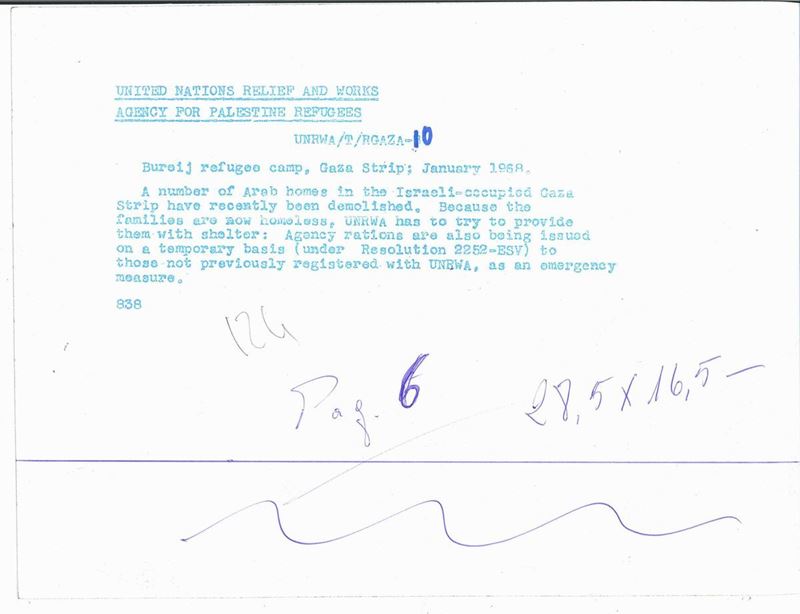 UNITED NATIONS RELIEF AND WORKS
AGENCY FOR PALESTINE REFUGEES
UNRWA/T/RGAZA-10
Bureij refugee camp, Gaza Strip; January 1968.
A number of Arab homes in the Israeli-occupied Gaza
Strip have recently been demolished. Because the
families are now homeless, UNRWA has to try to provide
them with shelter: Agency rations are also being issued
on a temporary basis (under Resolution 2252-ESV) to
those not previously registered with UNRWA, as an emergency
measure.
838
124
Pag. 6
28,5 X 16,5 —